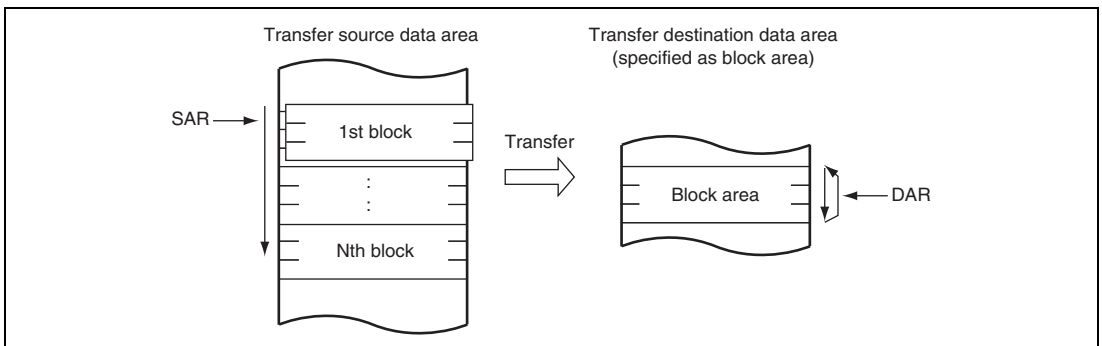 Transfer source data area
Transfer destination data area
(specified as block area)
SAR
1st block
Transfer
:
:
Block area
DAR
Nth block